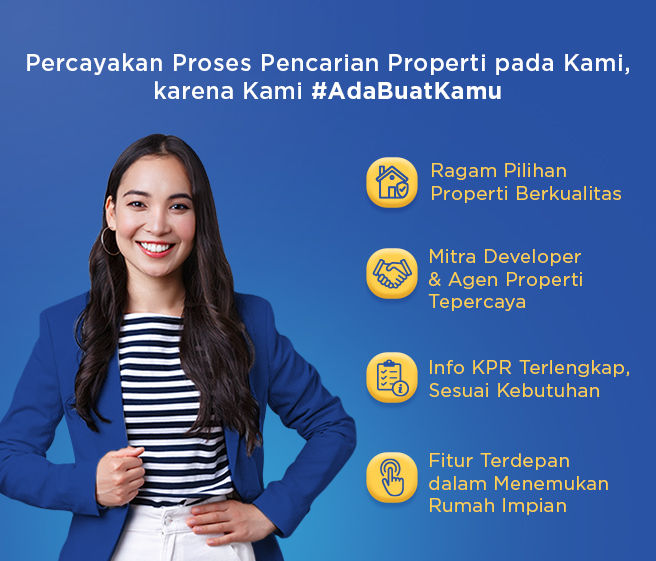 Percayakan Proses Pencarian Properti pada Kami,
karena Kami #AdaBuatKamu
Ragam Pilihan
Properti Berkualitas
Mitra Developer
& Agen Properti
Tepercaya
Info KPR Terlengkap,
Sesuai Kebutuhan
Fitur Terdepan
dalam Menemukan
Rumah Impian